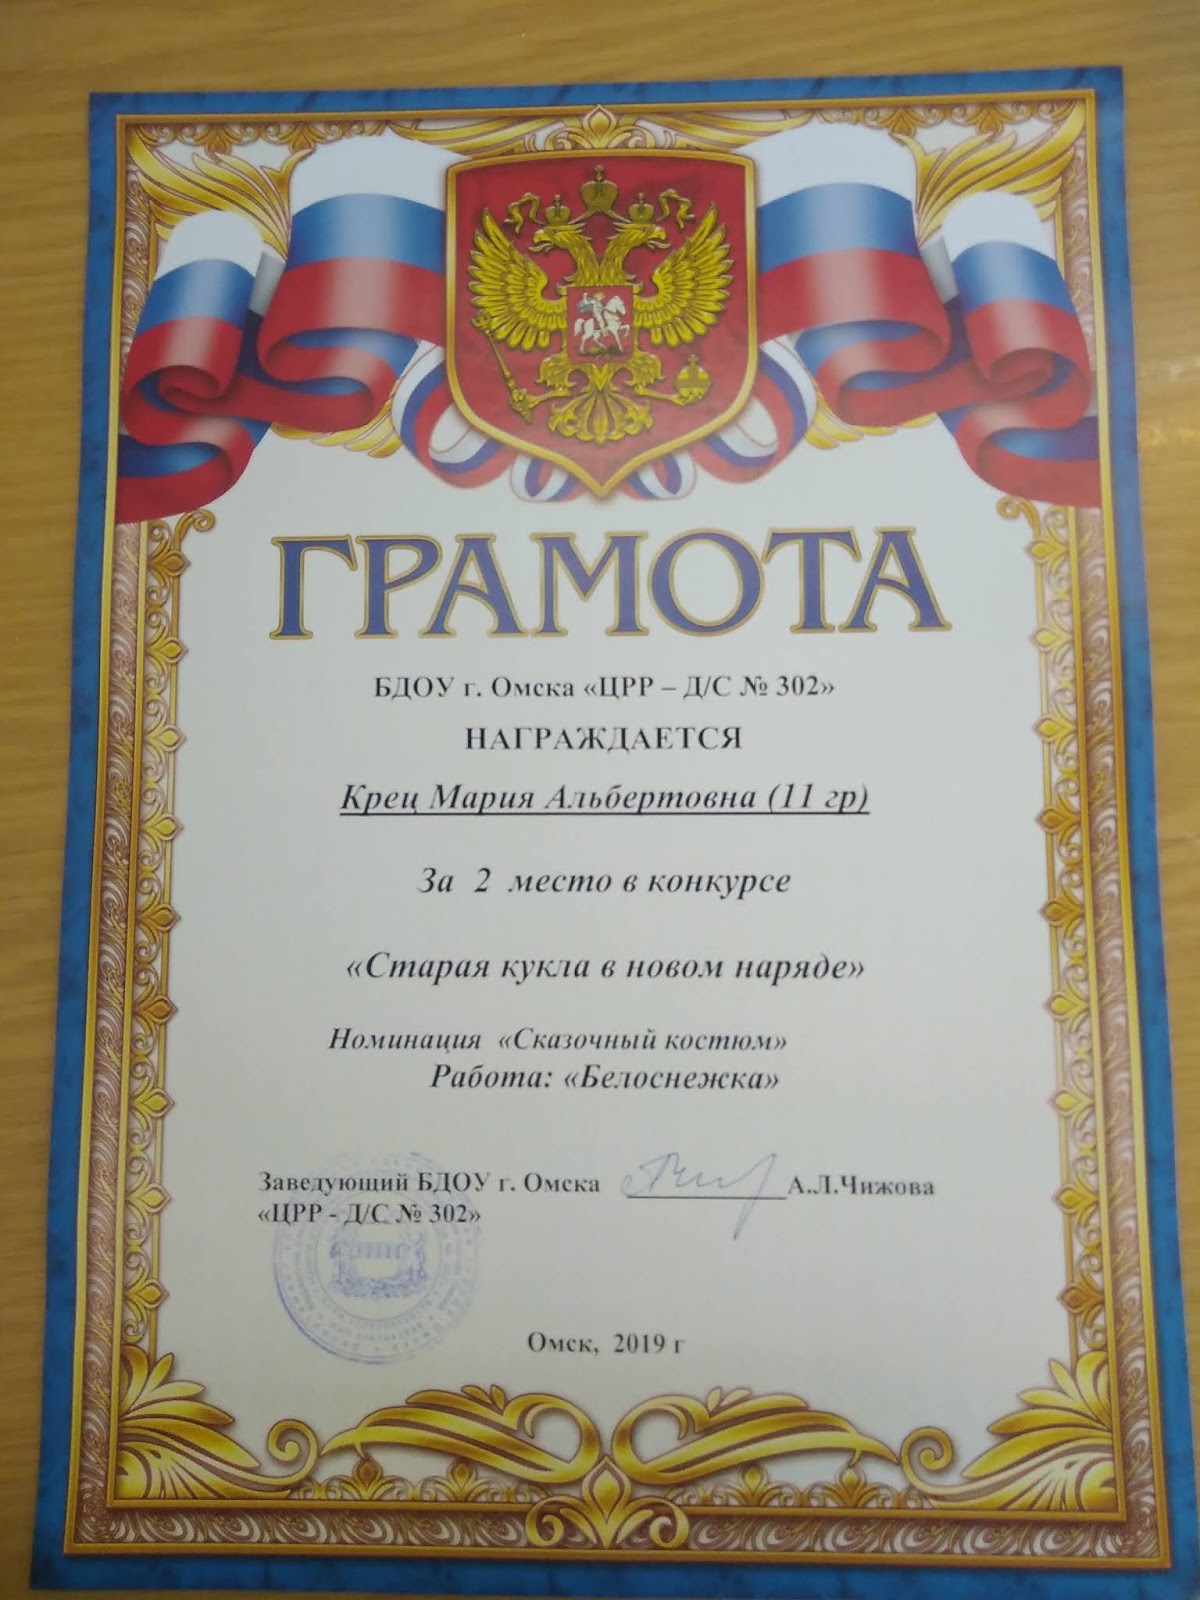 ГРАМОТА
БДОУ г. Омска «ЦРР – Д/С № 302»
НАГРАЖДАЕТСЯ
Крец Мария Альбертовна (11 гр)
За 2 место в конкурсе
«Старая кукла в новом наряде»
Номинация «Сказочный костюм»
Работа: «Белоснежка»
Заведующий БДОУ г. Омска А.Л.Чижова
«ЦРР - Д/С № 302»
Омск, 2019 г